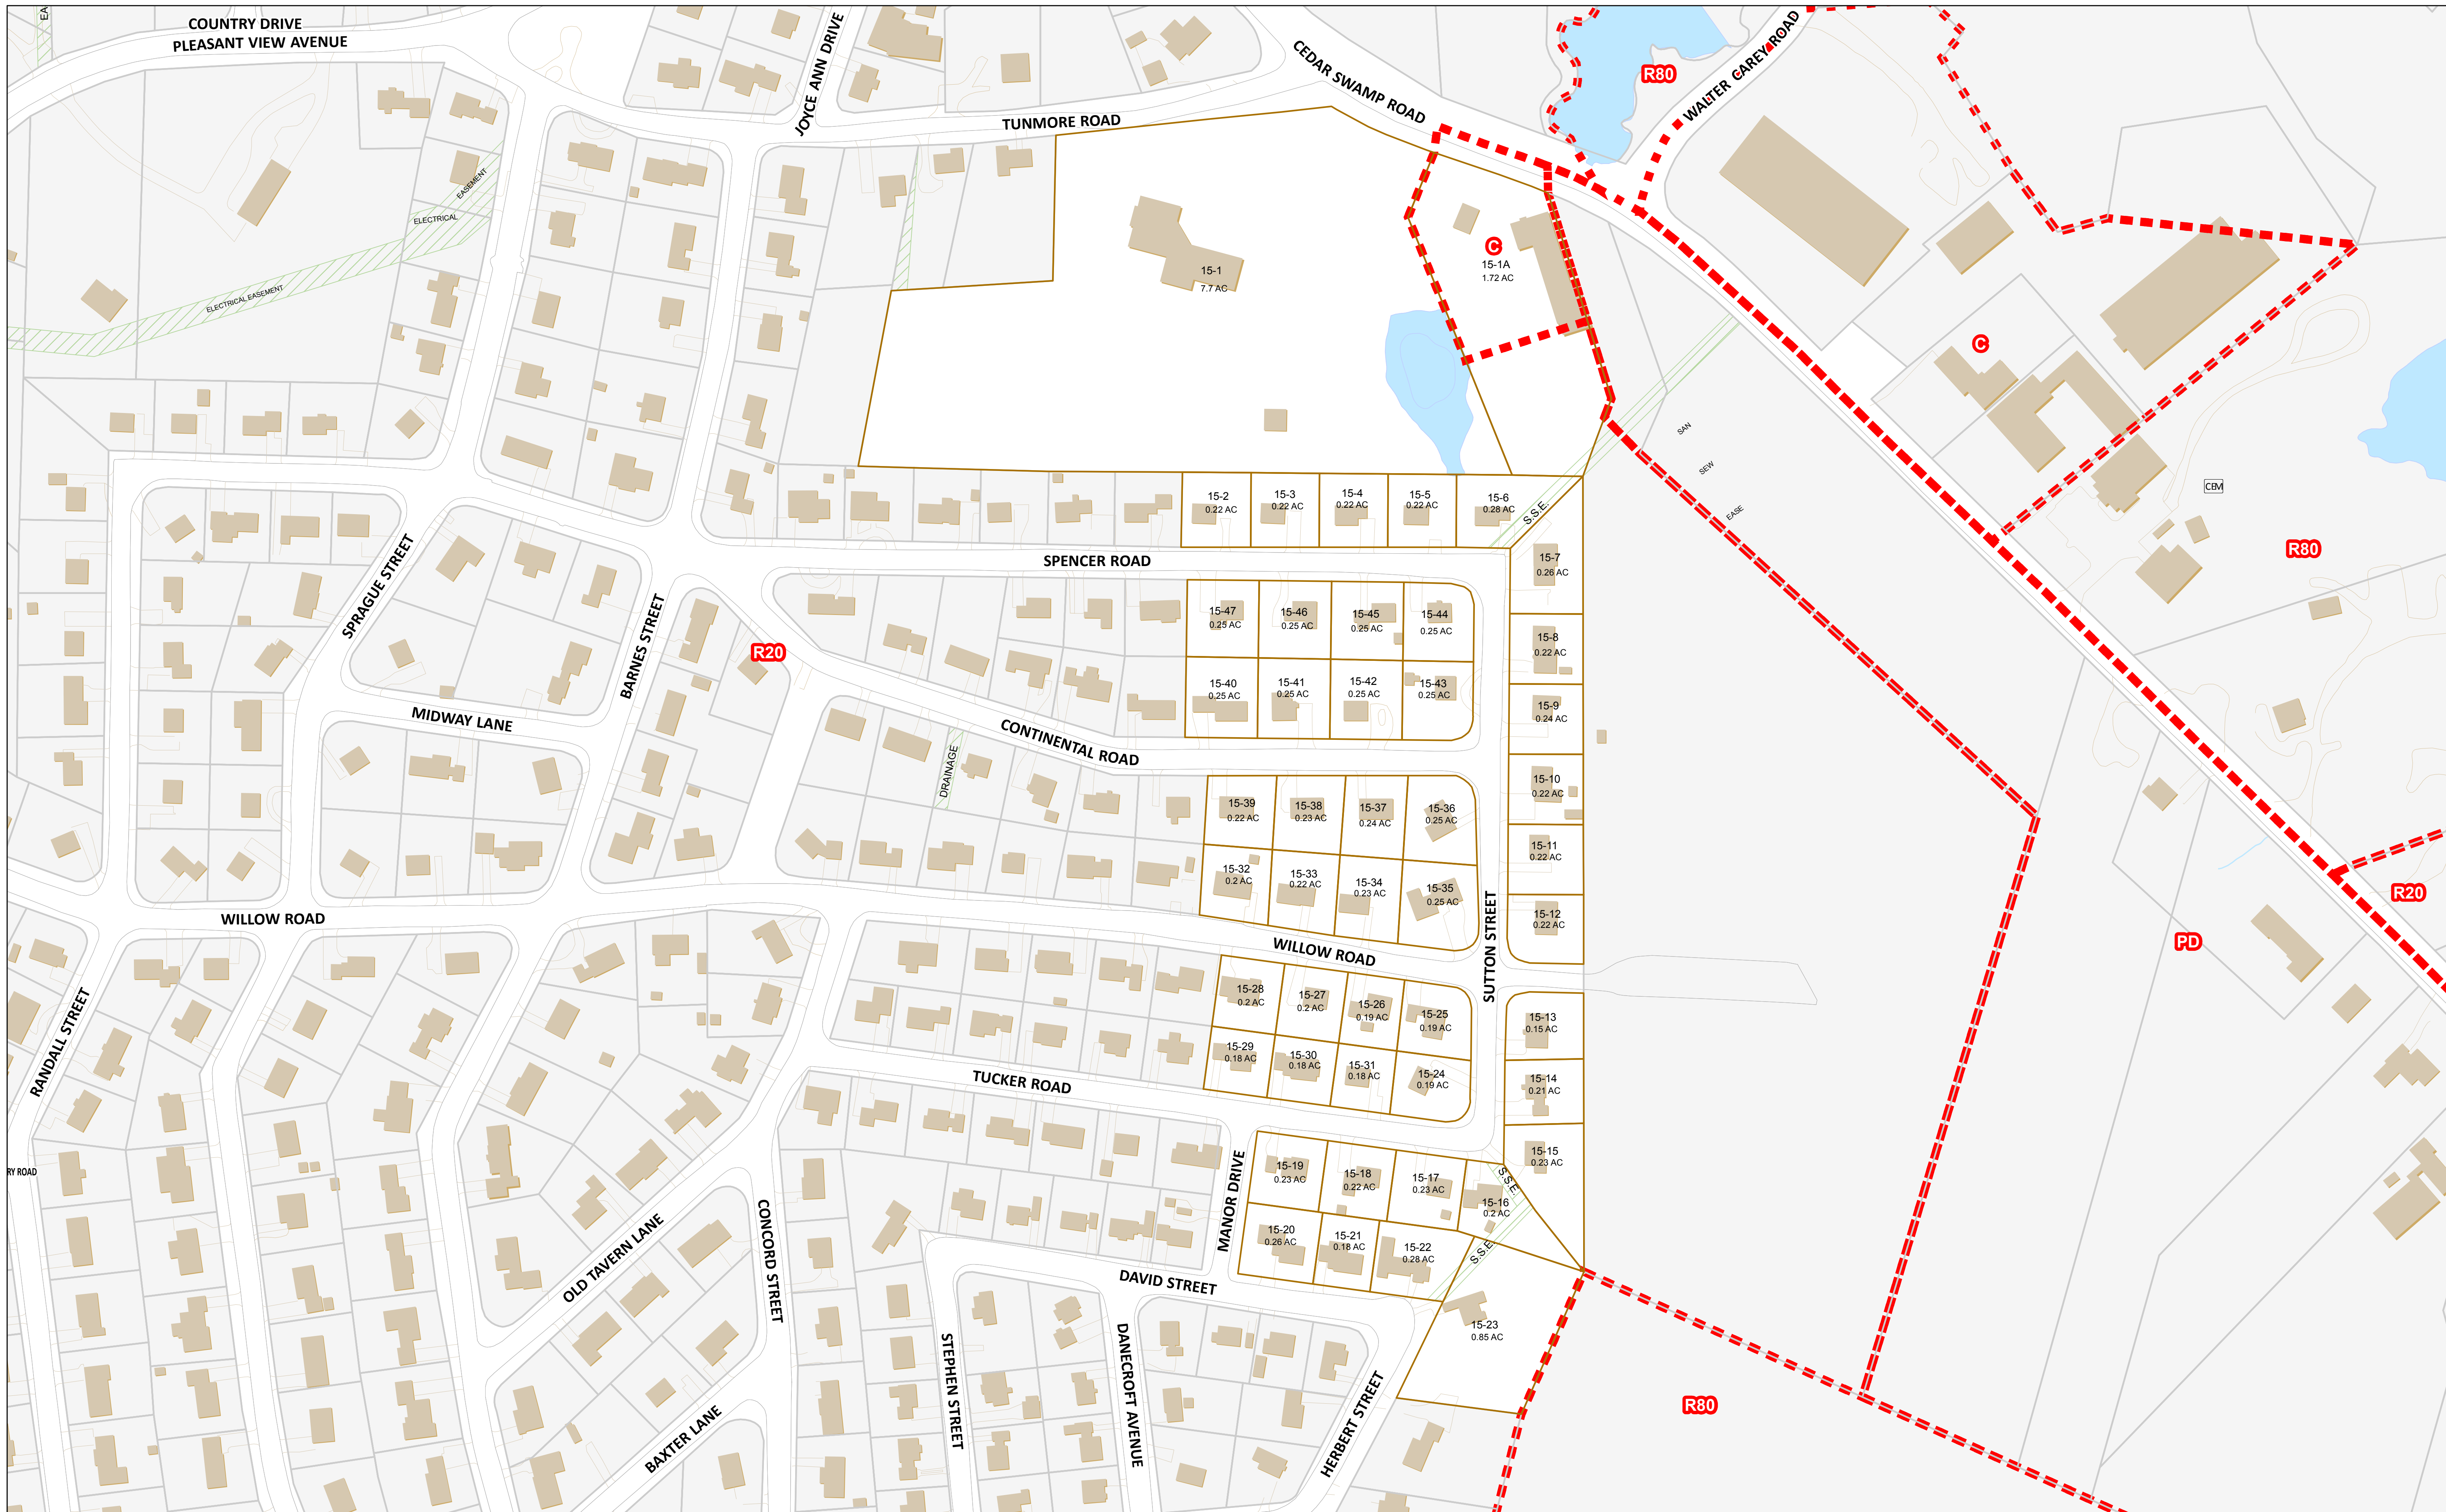 EA
COUNTRY DRIVE
PLEASANT VIEW AVENUE
JOYCE ANN DRIVE
TUNMORE ROAD
CEDAR SWAMP ROAD
WALTER CAREY ROAD
R80
EASEMENT
ELECTRICAL
ELECTRICAL EASEMENT
15-1
7.7 AC
C
15-1A
1.72 AC
C
SAN
SEW
EASE
CEM
R80
15-2
0.22 AC
15-3
0.22 AC
15-4
0.22 AC
15-5
0.22 AC
15-6
0.28 AC
S.S.E.
SPENCER ROAD
15-7
0.26 AC
SPRAGUE STREET
BARNES STREET
R20
15-47
0.25 AC
15-46
0.25 AC
15-45
0.25 AC
15-44
0.25 AC
15-8
0.22 AC
15-40
0.25 AC
15-41
0.25 AC
15-42
0.25 AC
15-43
0.25 AC
15-9
0.24 AC
MIDWAY LANE
CONTINENTAL ROAD
DRAINAGE
15-10
0.22 AC
15-39
0.22 AC
15-38
0.23 AC
15-37
0.24 AC
15-36
0.25 AC
15-11
0.22 AC
15-32
0.2 AC
15-33
0.22 AC
15-34
0.23 AC
15-35
0.25 AC
SUTTON STREET
15-12
0.22 AC
R20
PD
WILLOW ROAD
WILLOW ROAD
15-28
0.2 AC
15-27
0.2 AC
15-26
0.19 AC
15-25
0.19 AC
15-13
0.15 AC
RANDALL STREET
15-29
0.18 AC
15-30
0.18 AC
15-31
0.18 AC
15-24
0.19 AC
15-14
0.21 AC
TUCKER ROAD
RY ROAD
MANOR DRIVE
15-19
0.23 AC
15-18
0.22 AC
15-17
0.23 AC
15-16
0.2 AC
S.S.E.
15-15
0.23 AC
OLD TAVERN LANE
CONCORD STREET
15-20
0.26 AC
15-21
0.18 AC
15-22
0.28 AC
S.S.E.
DAVID STREET
15-23
0.85 AC
STEPHEN STREET
DANECROFT AVENUE
HERBERT STREET
BAXTER LANE
R80